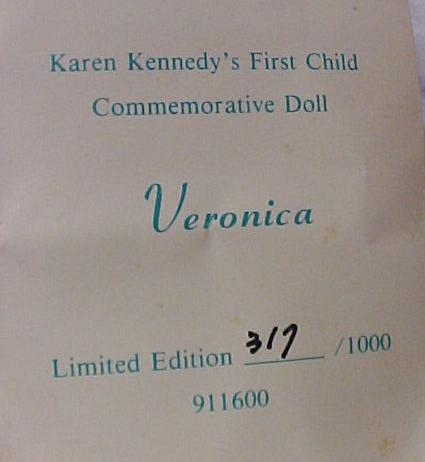 Karen Kennedy's First Child
Commemorative Doll
Veronica
Limited Edition 317 /1000
911600